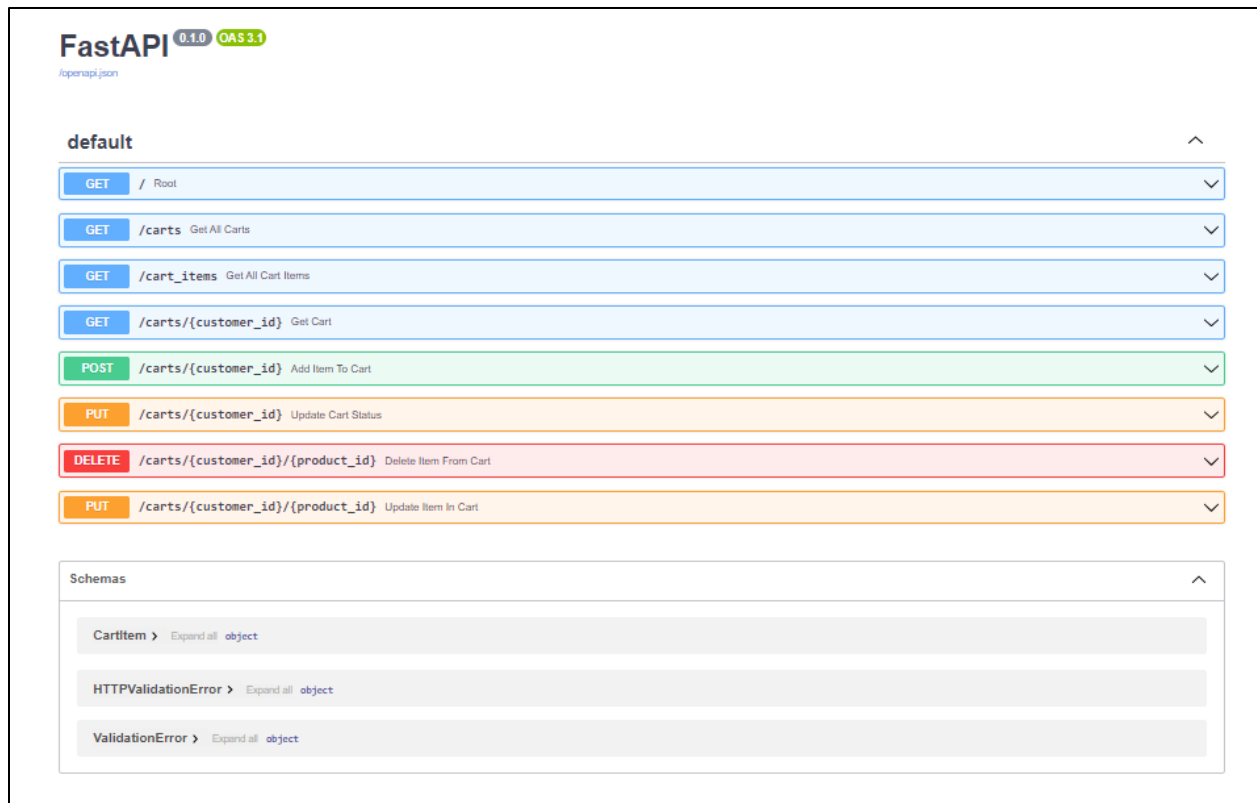 FastAPI 0.1.0 OAS 3.1
/openapi.json
default
GET / Root
GET /carts Get All Carts
GET /cart_items Get All Cart Items
GET /carts/{customer_id} Get Cart
POST /carts/{customer_id} Add Item To Cart
PUT /carts/{customer_id} Update Cart Status
DELETE /carts/{customer_id}/{product_id} Delete Item From Cart
PUT /carts/{customer_id}/{product_id} Update Item In Cart
Schemas
CartItem Expand all object
HTTPValidationError Expand all object
ValidationError Expand all object